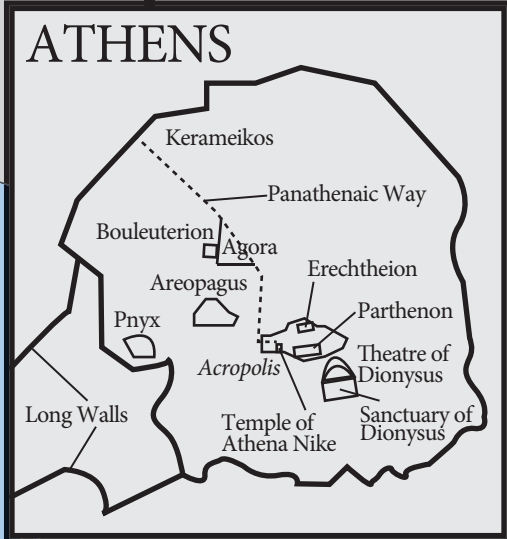 ATHENS
Kerameikos
Panathenaic Way
Bouleuterion
Agora
Areopagus
Erechtheion
Parthenon
Pnyx
Acropolis
Theatre of
Dionysus
Long Walls
Temple of
Athena Nike
Sanctuary of
Dionysus